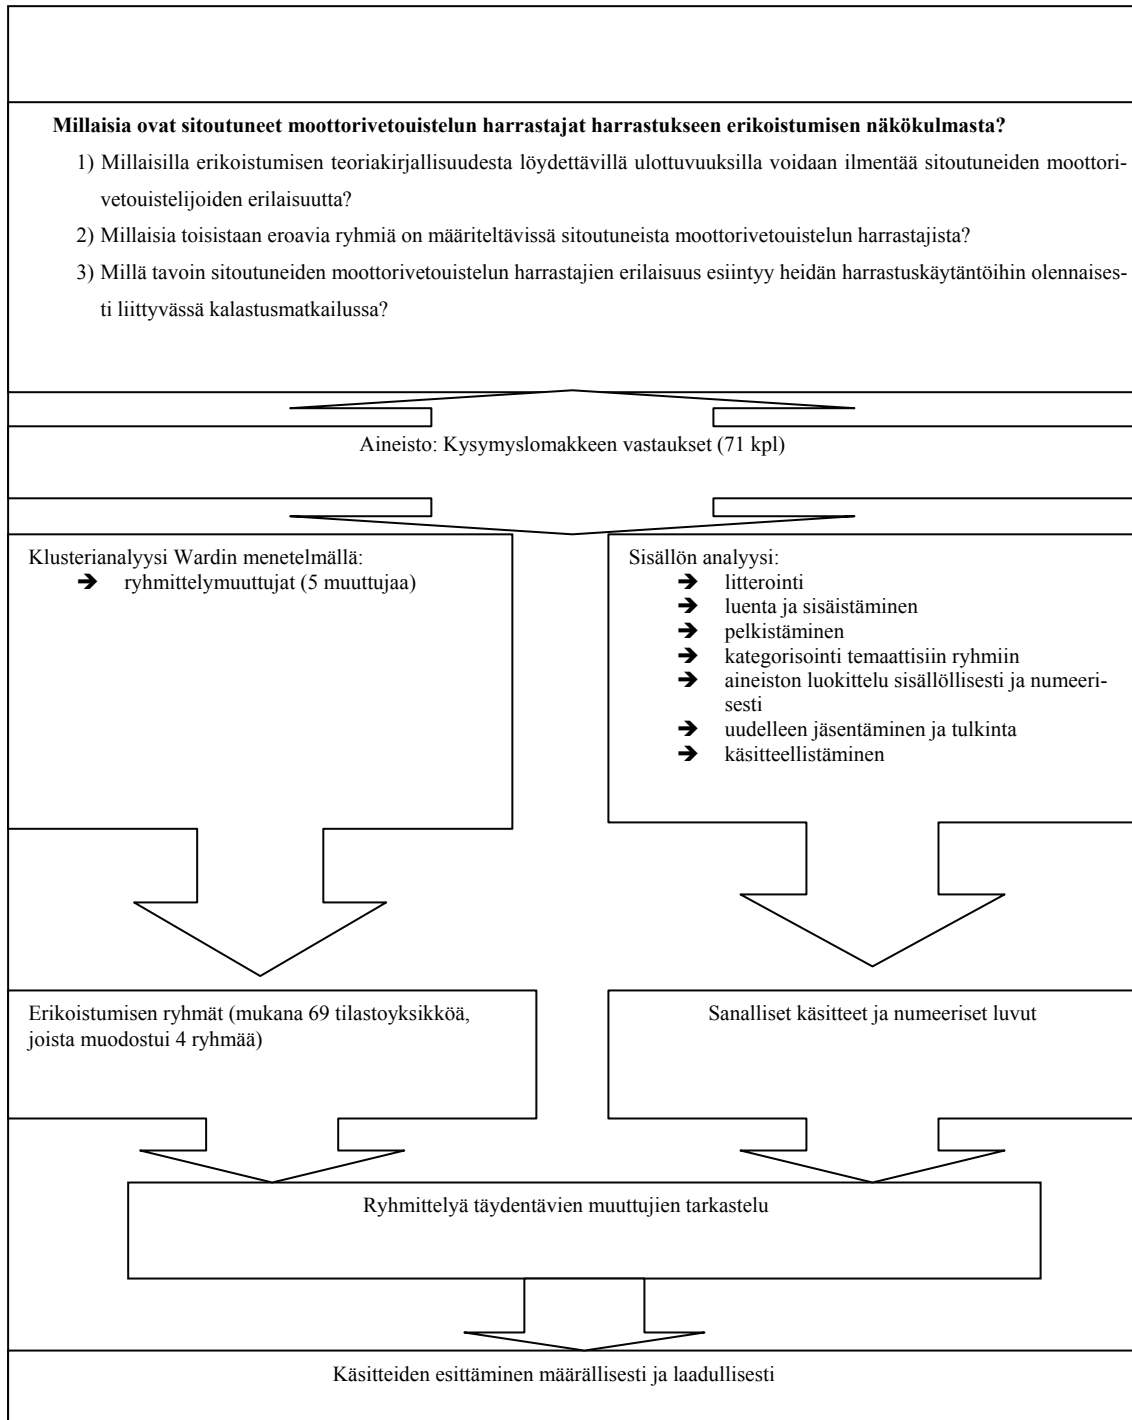 Millaisia ovat sitoutuneet moottorivetouistelun harrastajat harrastukseen erikoistumisen näkökulmasta?
1) Millaisilla erikoistumisen teoriakirjallisuudesta löydettävillä ulottuvuuksilla voidaan ilmentää sitoutuneiden moottori-
vetouistelijoiden erilaisuutta?
2) Millaisia toisistaan eroavia ryhmiä on määriteltävissä sitoutuneista moottorivetouistelun harrastajista?
3) Millä tavoin sitoutuneiden moottorivetouistelun harrastajien erilaisuus esiintyy heidän harrastuskäytäntöihin olennaises-
ti liittyvässä kalastusmatkailussa?
Aineisto: Kysymyslomakkeen vastaukset (71 kpl)
Klusterianalyysi Wardin menetelmällä:
➔ ryhmittelymuuttujat (5 muuttujaa)
Sisällön analyysi:
➔ litterointi
➔ luenta ja sisäistäminen
➔ pelkistäminen
➔ kategorisointi temaattisiin ryhmiin
➔ aineiston luokittelu sisällöllisesti ja numeeri-
sesti
➔ uudelleen jäsentäminen ja tulkinta
➔ käsitteellistäminen
Erikoistumisen ryhmät (mukana 69 tilastoyksikköä,
joista muodostui 4 ryhmää)
Sanalliset käsitteet ja numeeriset luvut
Ryhmittelyä täydentävien muuttujien tarkastelu
Käsitteiden esittäminen määrällisesti ja laadullisesti